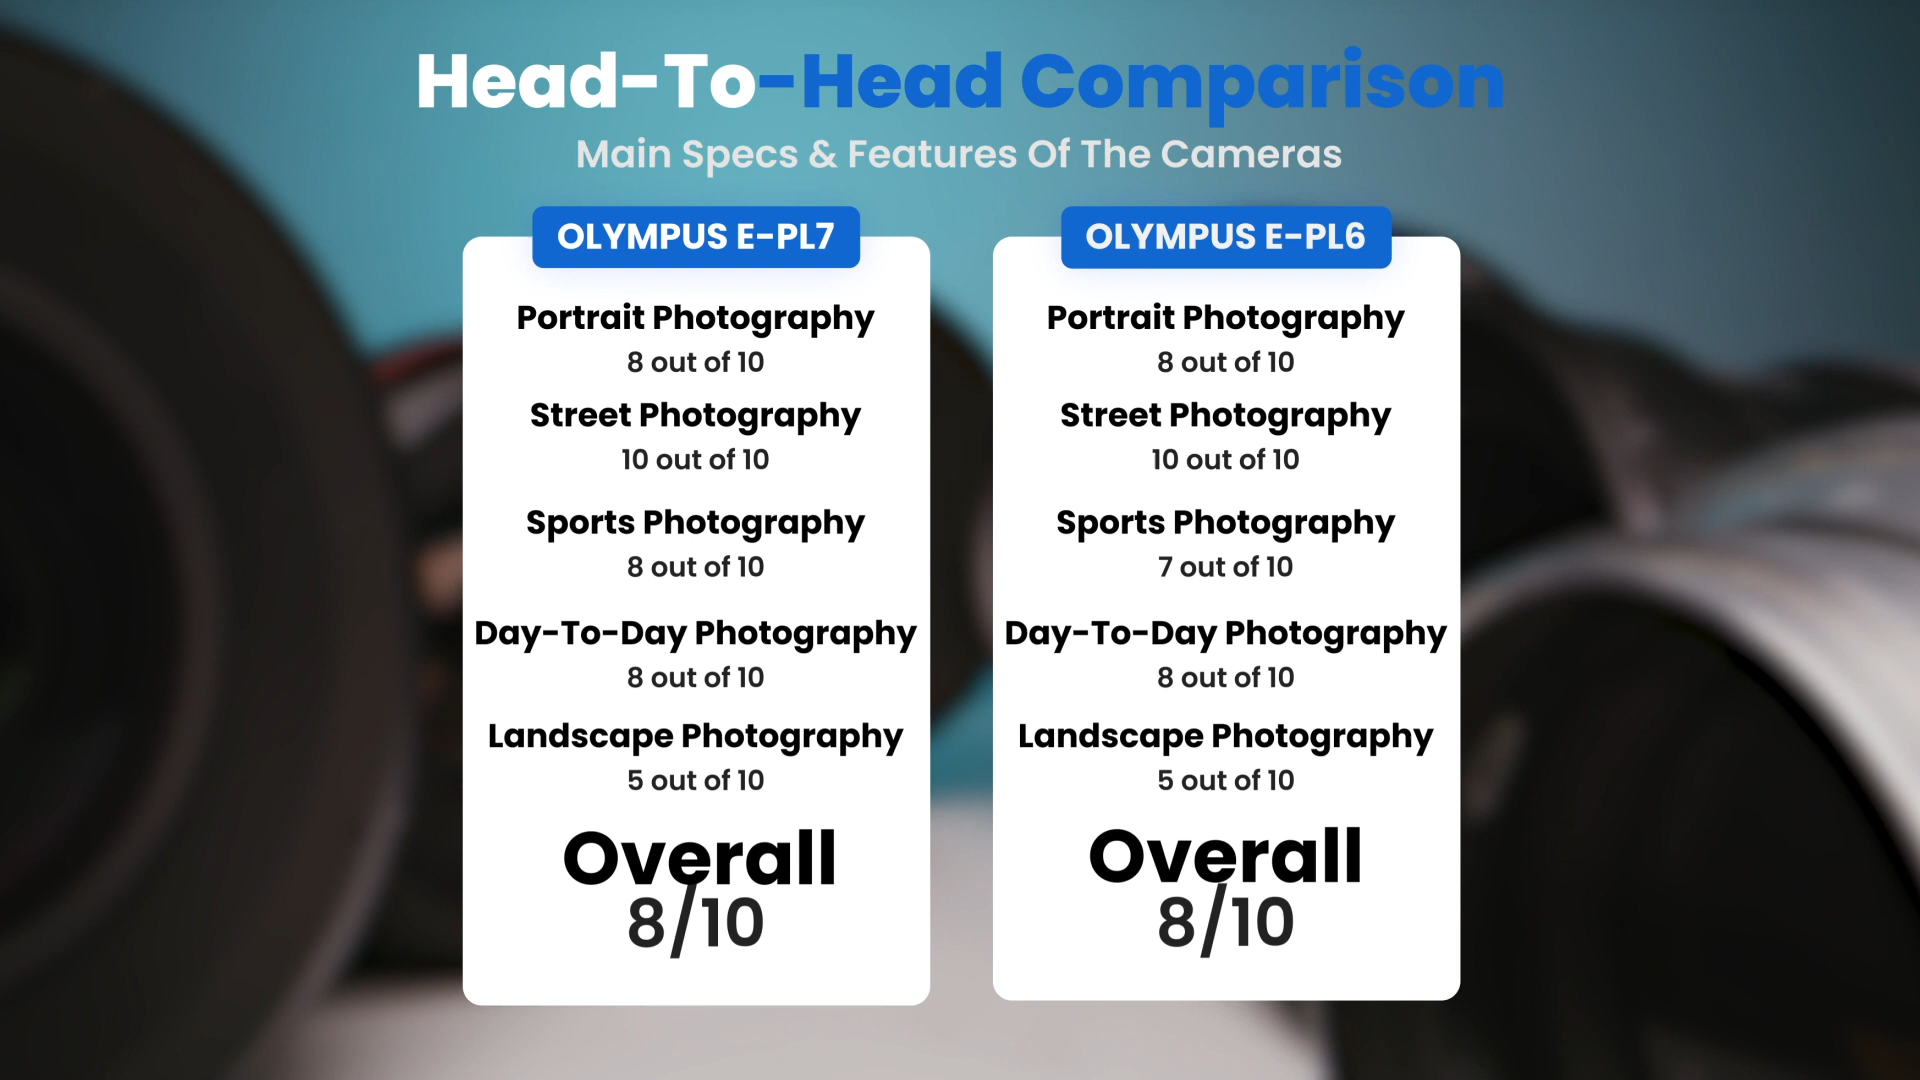 Head-To-Head Comparison
Main Specs & Features Of The Cameras
OLYMPUS E-PL7
Portrait Photography
8 out of 10
Street Photography
10 out of 10
Sports Photography
8 out of 10
Day-To-Day Photography
8 out of 10
Landscape Photography
5 out of 10
Overall
8/10
OLYMPUS E-PL6
Portrait Photography
8 out of 10
Street Photography
10 out of 10
Sports Photography
7 out of 10
Day-To-Day Photography
8 out of 10
Landscape Photography
5 out of 10
Overall
8/10